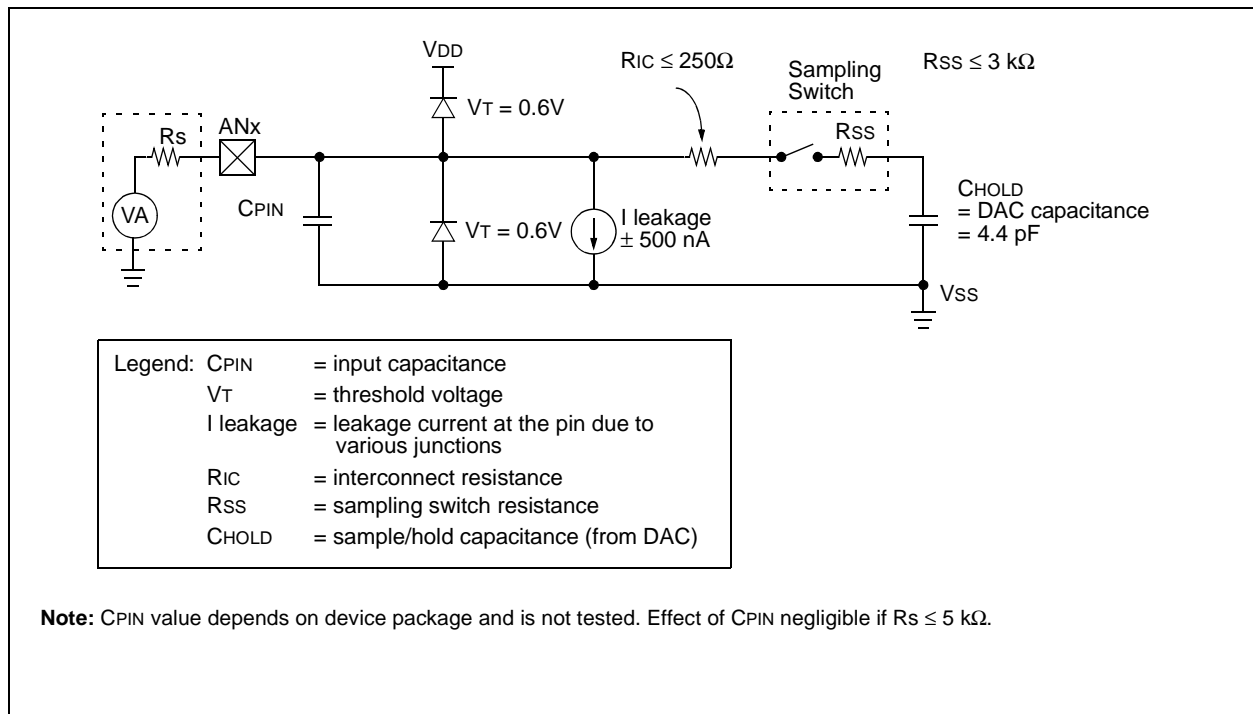 VDD
RIC ≤ 250Ω
Sampling
Switch
RSS ≤ 3 kΩ
VT = 0.6V
Rs
ANx
RSS
VA
CPIN
VT = 0.6V
I leakage
± 500 nA
CHOLD
= DAC capacitance
= 4.4 pF
VSS
Legend: CPIN = input capacitance
VT = threshold voltage
I leakage = leakage current at the pin due to
various junctions
RIC = interconnect resistance
RSS = sampling switch resistance
CHOLD = sample/hold capacitance (from DAC)
Note: CPIN value depends on device package and is not tested. Effect of CPIN negligible if Rs ≤ 5 kΩ.